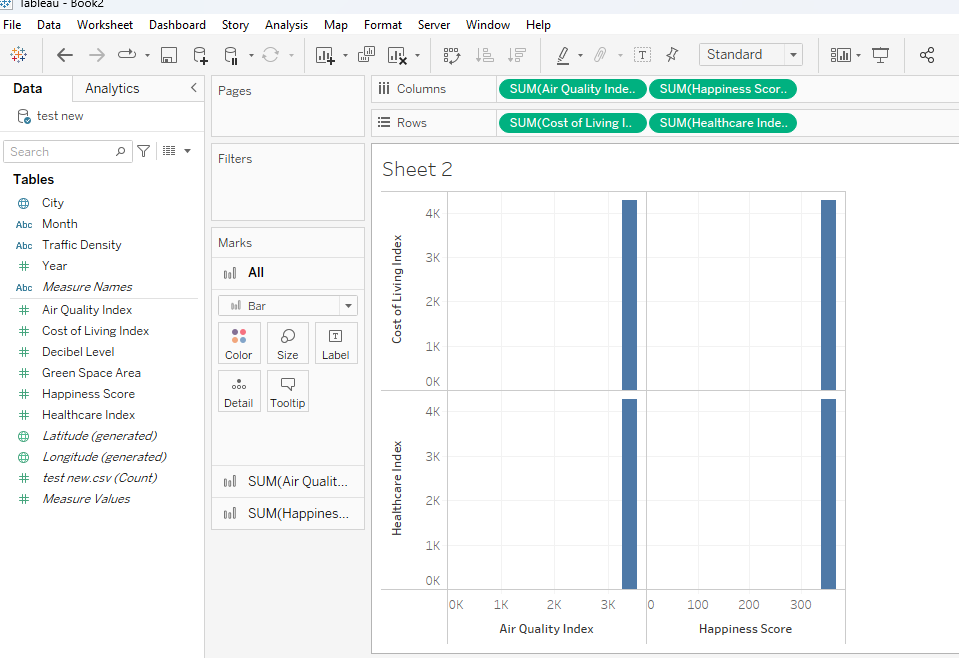 Tableau - Book2
File Data Worksheet Dashboard Story Analysis Map Format Server Window Help
Standard
Data Analytics
test new
Search
Tables
City
Abc Month
Abc Traffic Density
Year
Abc Measure Names
Air Quality Index
Cost of Living Index
Decibel Level
Green Space Area
Happiness Score
Healthcare Index
Latitude (generated)
Longitude (generated)
test new.csv (Count)
Measure Values
Pages
Filters
Marks
All
Bar
Color Size Label
Detail Tooltip
SUM(Air Qualit...
SUM(Happines...
Columns SUM(Air Quality Inde.. SUM(Happiness Scor..
Rows SUM(Cost of Living I.. SUM(Healthcare Inde..
Sheet 2
Cost of Living Index
4K
3K
2K
1K
0K
Healthcare Index
4K
3K
2K
1K
0K
0K 1K 2K 3K 0 100 200 300
Air Quality Index Happiness Score